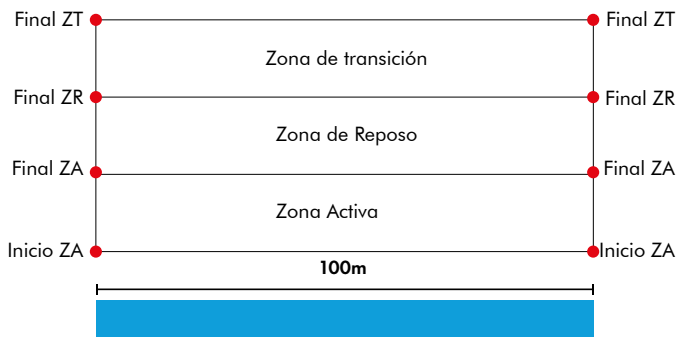 Final ZT
Final ZT
Zona de transición
Final ZR
Final ZR
Zona de Reposo
Final ZA
Final ZA
Zona Activa
Inicio ZA
Inicio ZA
100m